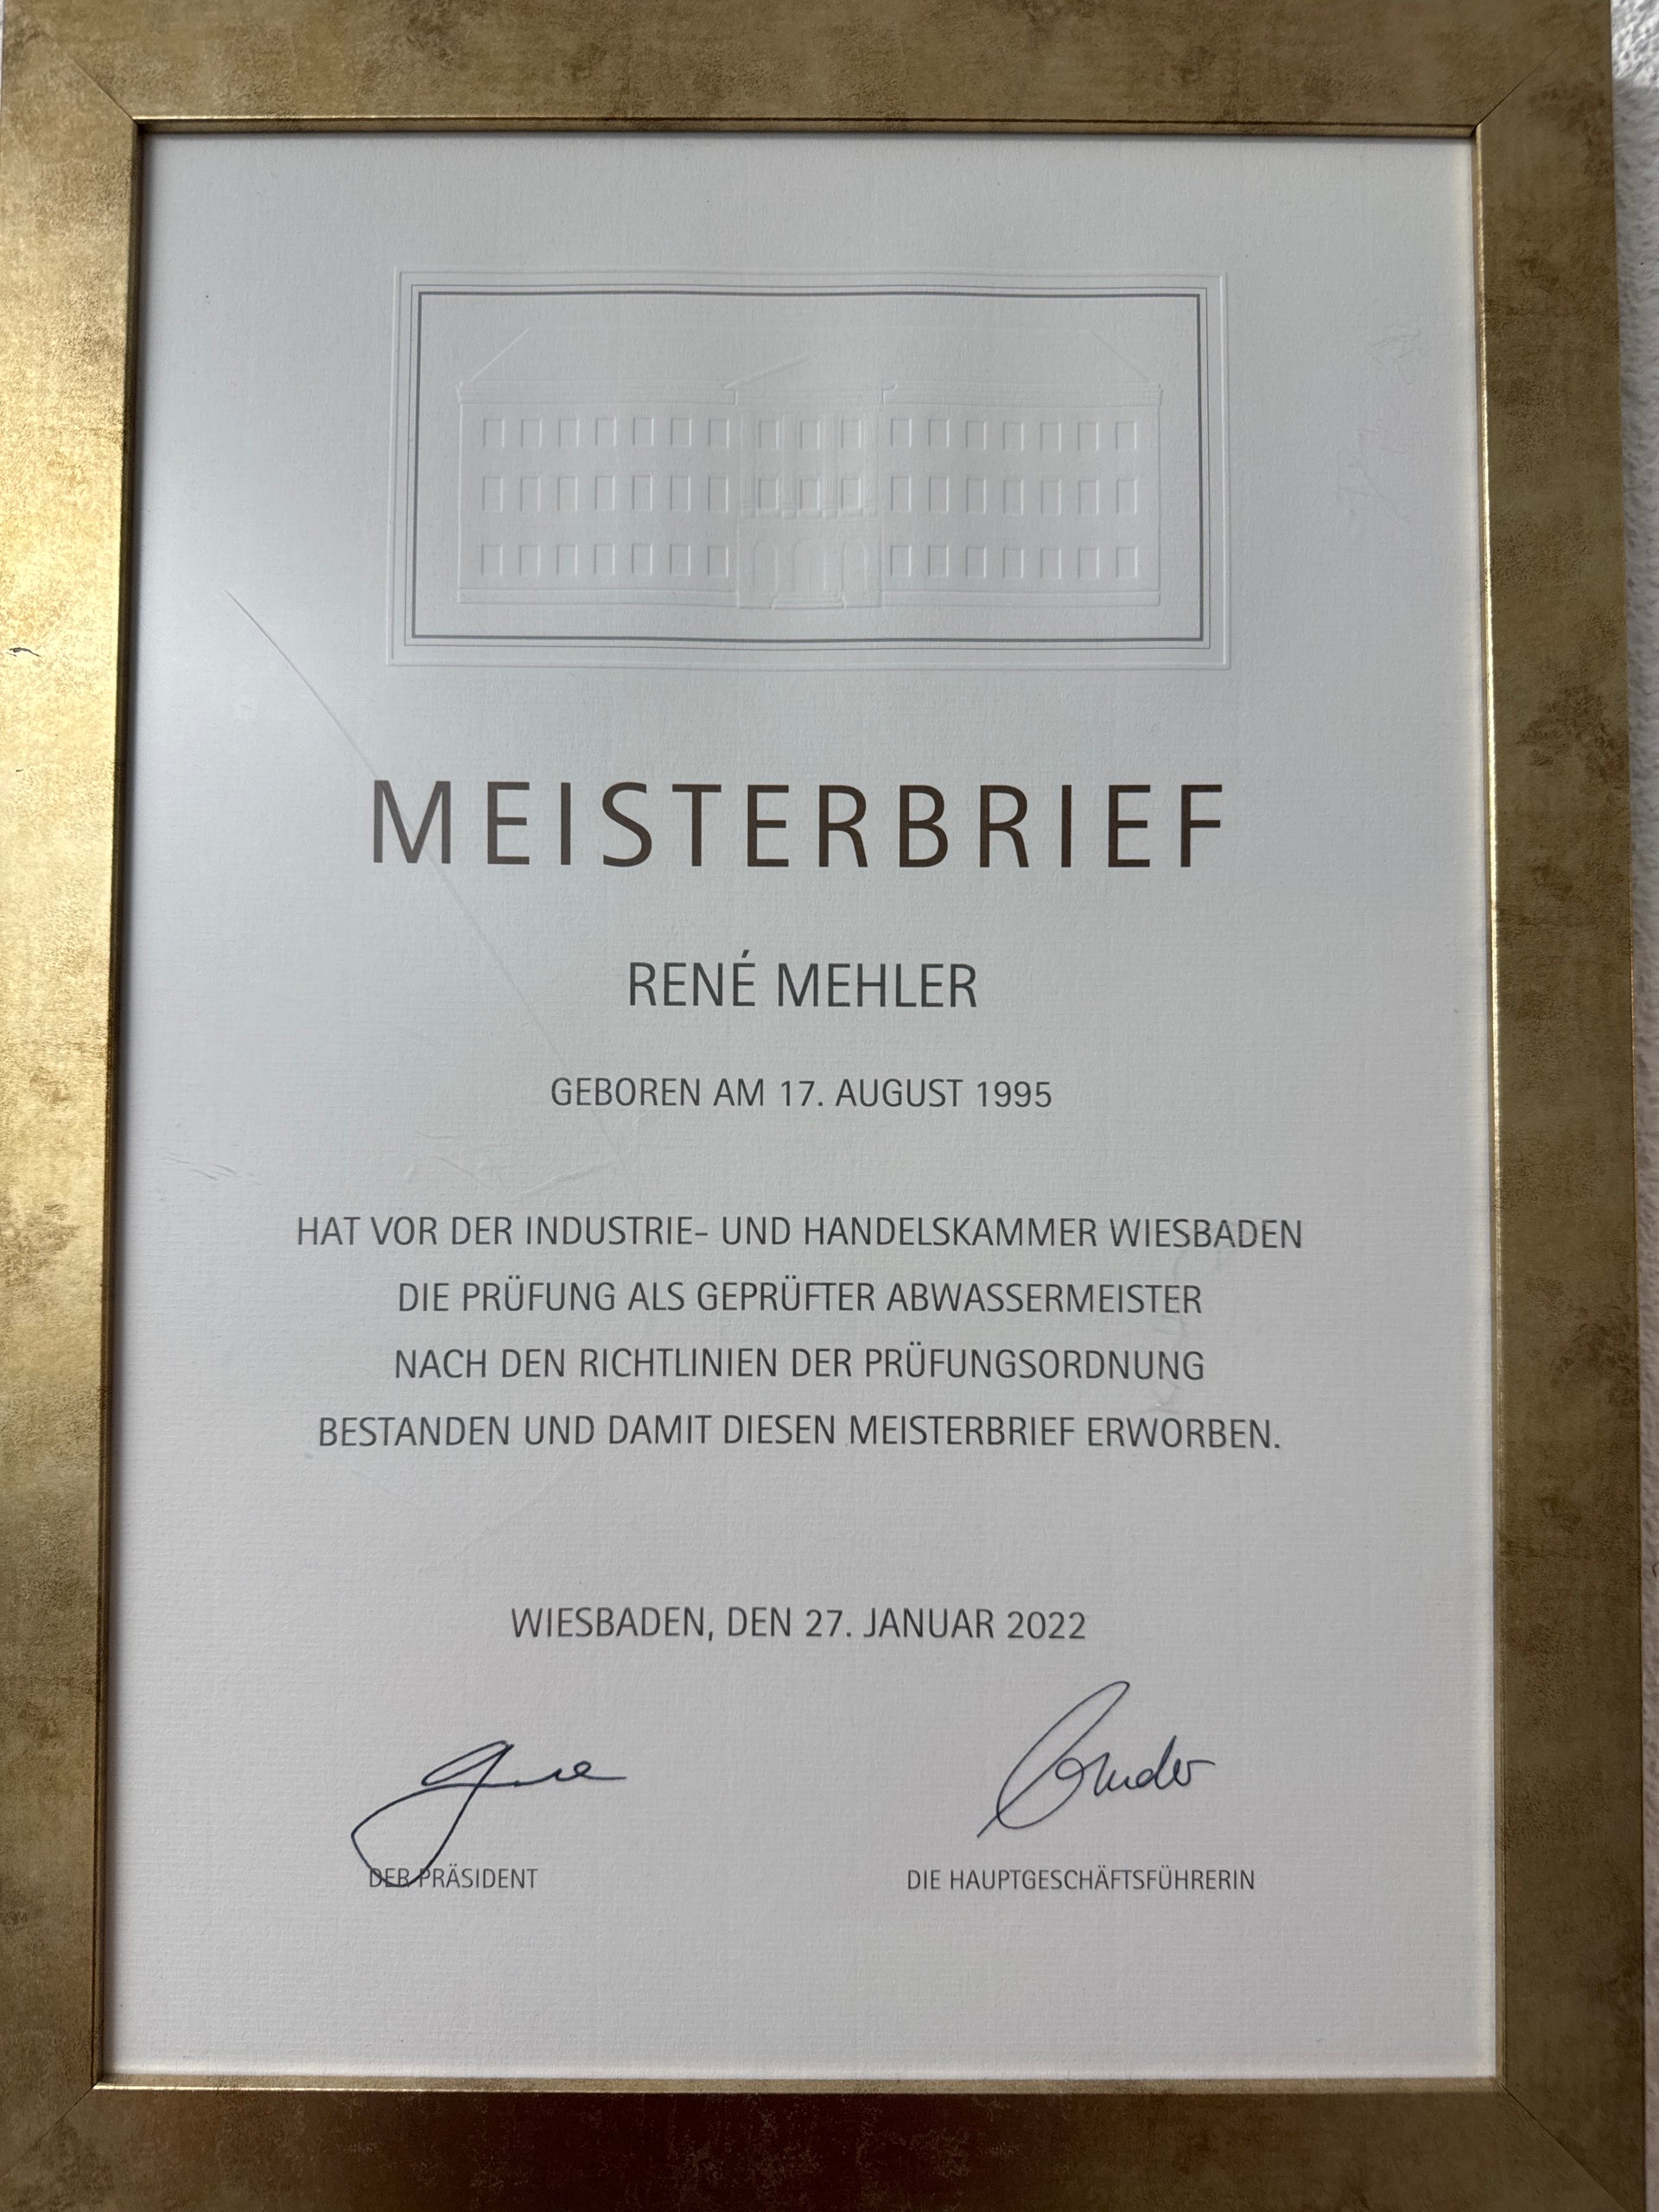 MEISTERBRIEF
RENÉ MEHLER
GEBOREN AM 17. AUGUST 1995
HAT VOR DER INDUSTRIE- UND HANDELSKAMMER WIESBADEN
DIE PRÜFUNG ALS GEPRÜFTER ABWASSERMEISTER
NACH DEN RICHTLINIEN DER PRÜFUNGSORDNUNG
BESTANDEN UND DAMIT DIESEN MEISTERBRIEF ERWORBEN.
WIESBADEN, DEN 27. JANUAR 2022
DER PRÄSIDENT
DIE HAUPTGESCHÄFTSFÜHRERIN